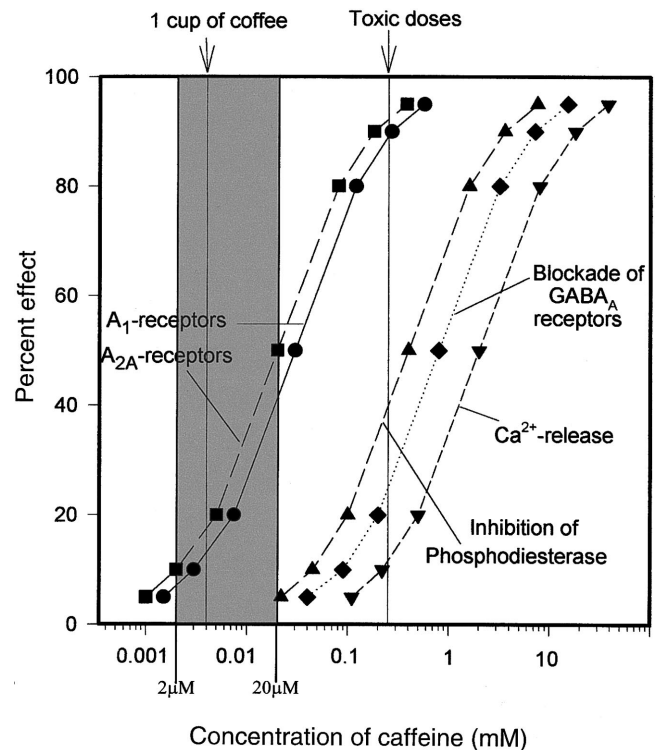 1 cup of coffee
Toxic doses
100
80
60
40
20
0
Percent effect
A₁-receptors
A₂A-receptors
Blockade of
GABA_A
receptors
Ca²⁺-release
Inhibition of
Phosphodiesterase
0.001
0.01
0.1
1
10
2μM
20μM
Concentration of caffeine (mM)